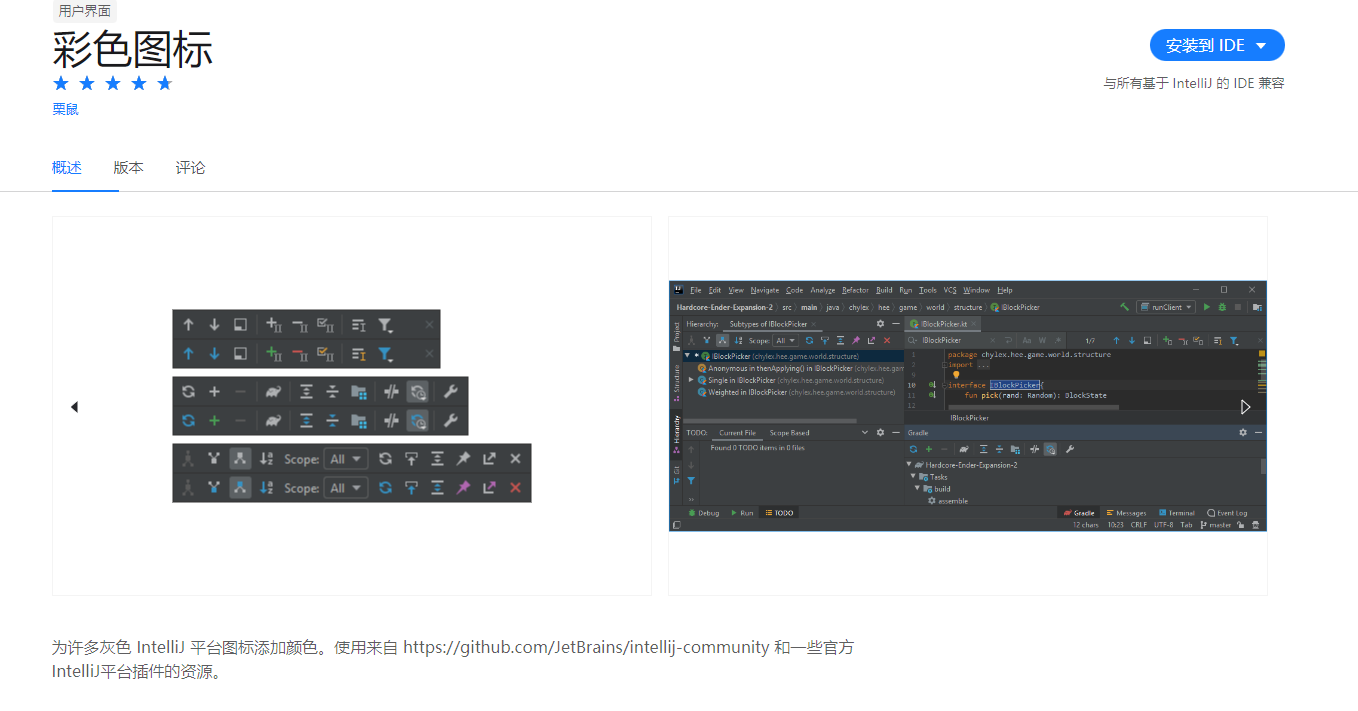 用户界面
彩色图标
安装到 IDE
与所有基于 IntelliJ 的 IDE 兼容
栗鼠
概述 版本 评论
Scope: All
Scope: All
File Edit View Navigate Code Analyze Refactor Build Run Tools VCS Window Help
Hardcore-Ender-Expansion-2 src main java chylex hee game world structure IBlockPicker runClient
Hierarchy: Subtypes of IBlockPicker
IBlockPicker.kt
Project
Scope: All
IBlockPicker
Aa W .*
1/7
IBlockPicker (chylex.hee.game.world.structure)
Anonymous in thenApplying() in IBlockPicker (chylex.hee.game.world.structure)
Single in IBlockPicker (chylex.hee.game.world.structure)
Weighted in IBlockPicker (chylex.hee.game.world.structure)
Structure
1 package chylex.hee.game.world.structure
2 import ...
9
10 interface IBlockPicker{
11 fun pick(rand: Random): BlockState
12
IBlockPicker
Hierarchy
TODO: Current File Scope Based
Found 0 TODO items in 0 files
Git
Gradle
Hardcore-Ender-Expansion-2
Tasks
build
assemble
Debug Run TODO
Gradle Messages Terminal Event Log
12 chars 10:23 CRLF UTF-8 Tab master
为许多灰色 IntelliJ 平台图标添加颜色。使用来自 https://github.com/JetBrains/intellij-community 和一些官方
IntelliJ平台插件的资源。